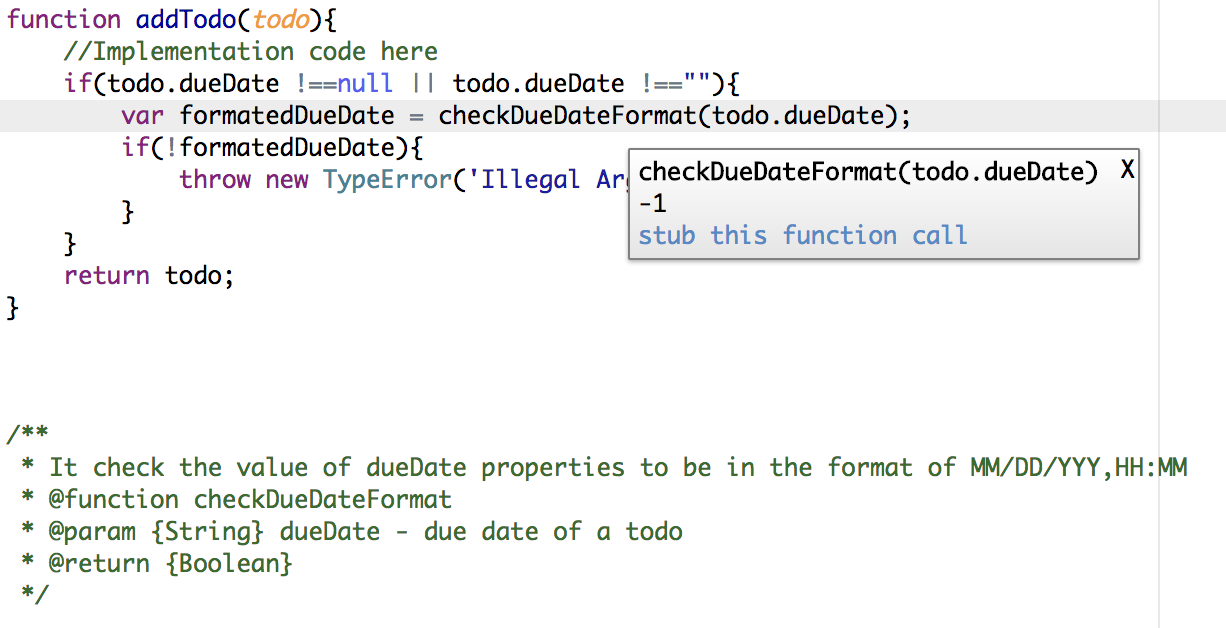 function addTodo(todo){
//Implementation code here
if(todo.dueDate !==null || todo.dueDate !==""){
var formatedDueDate = checkDueDateFormat(todo.dueDate);
if(!formatedDueDate){
throw new TypeError('Illegal
checkDueDateFormat(todo.dueDate) X
-1
stub this function call
}
}
return todo;
}
/**
* It check the value of dueDate properties to be in the format of MM/DD/YYY,HH:MM
* @function checkDueDateFormat
* @param {String} dueDate - due date of a todo
* @return {Boolean}
*/